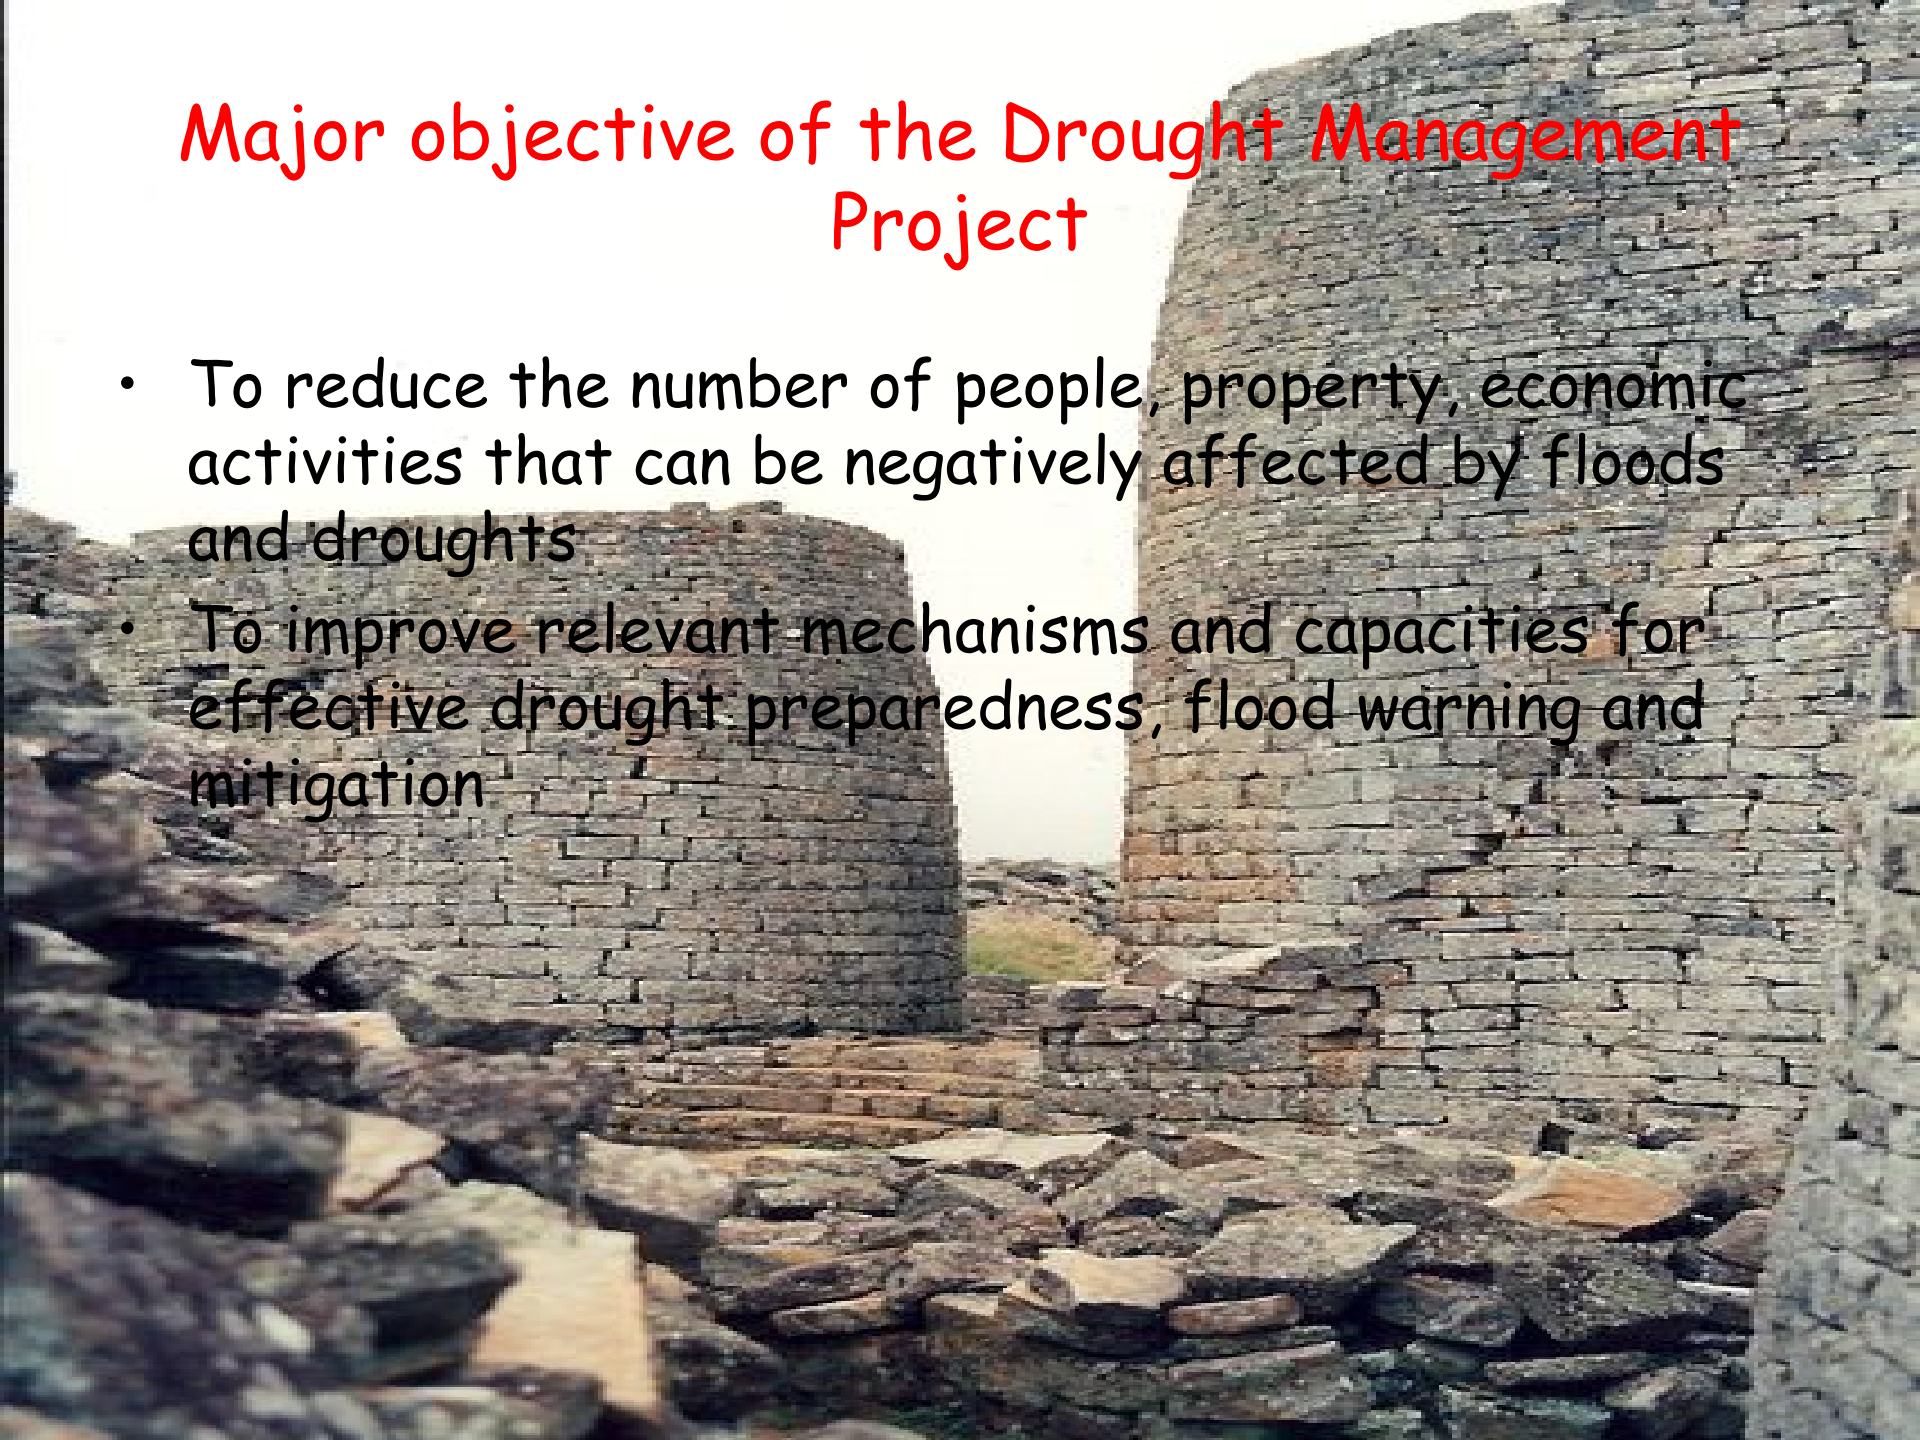 Major objective of the Drought Management
Project
• To reduce the number of people, property, economic
activities that can be negatively affected by floods
and droughts
• To improve relevant mechanisms and capacities for
effective drought preparedness, flood warning and
mitigation